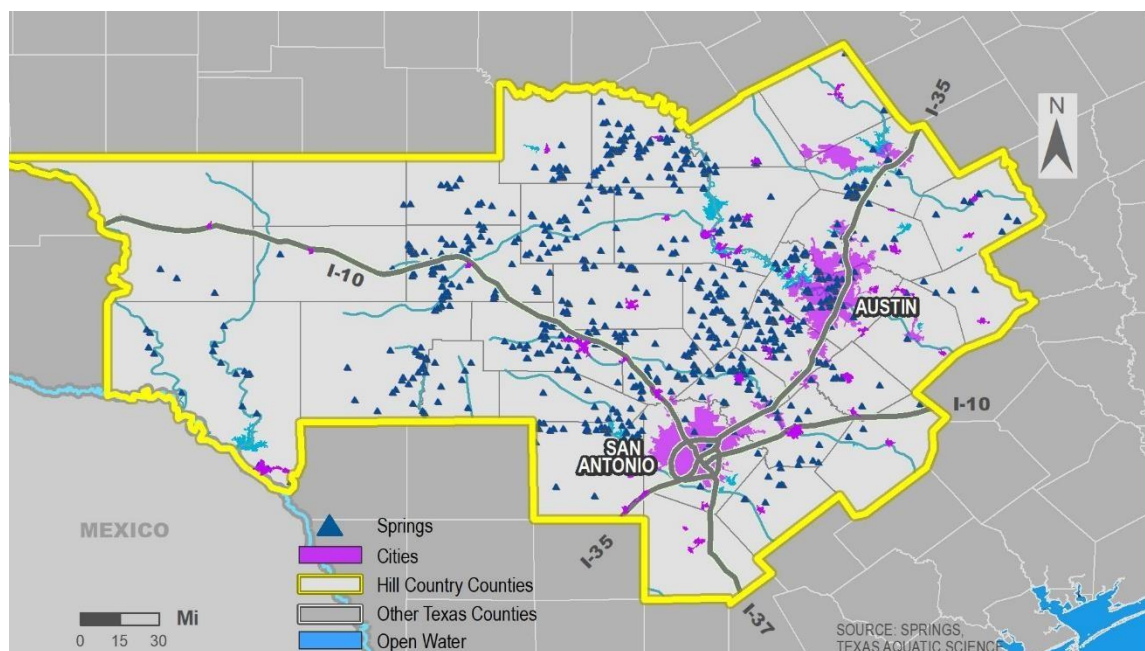 I-35
N
I-10
AUSTIN
I-10
SAN
ANTONIO
MEXICO
Springs
Cities
Hill Country Counties
Other Texas Counties
Open Water
I-35
I-37
Mi
0 15 30
SOURCE: SPRINGS,
TEXAS AQUATIC SCIENCE